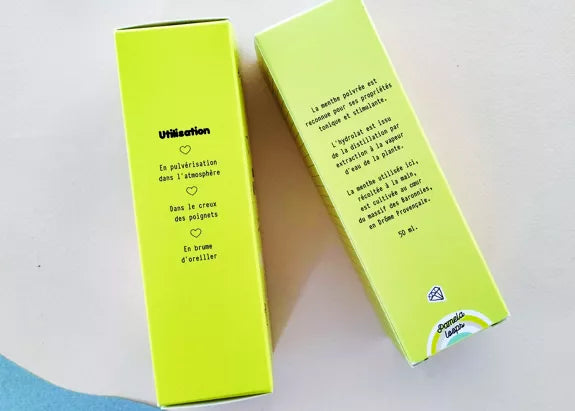 Utilisation
En pulvérisation
dans l'atmosphère
Dans le creux
des poignets
En brume
d'oreiller
La menthe poivrée est
reconnue pour ses propriétés
tonique et stimulante.
L'hydrolat est issu
de la distillation par
extraction à la vapeur
d'eau de la plante.
La menthe utilisée ici,
récoltée à la main,
est cultivée au cœur
du massif des Baronnies,
en Drôme Provençale.
50 ml.
Pamela
loops